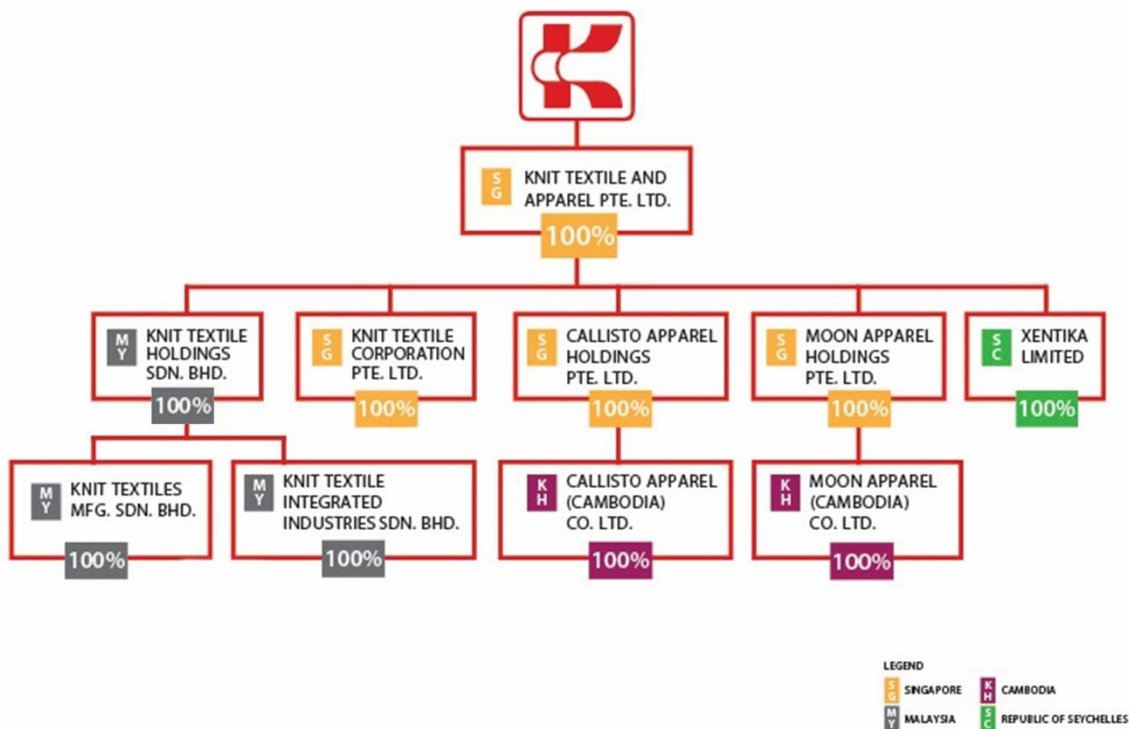 K
SG
KNIT TEXTILE AND
APPAREL PTE. LTD.
100%
MY
KNIT TEXTILE
HOLDINGS
SDN. BHD.
100%
SG
KNIT TEXTILE
CORPORATION
PTE. LTD.
100%
SG
CALLISTO APPAREL
HOLDINGS
PTE. LTD.
100%
SG
MOON APPAREL
HOLDINGS
PTE. LTD.
100%
SC
XENTIKA
LIMITED
100%
MY
KNIT TEXTILES
MFG. SDN. BHD.
100%
MY
KNIT TEXTILE
INTEGRATED
INDUSTRIES SDN. BHD.
100%
KH
CALLISTO APPAREL
(CAMBODIA)
CO. LTD.
100%
KH
MOON APPAREL
(CAMBODIA)
CO. LTD.
100%
LEGEND
SG SINGAPORE
KH CAMBODIA
MY MALAYSIA
SC REPUBLIC OF SEYCHELLES